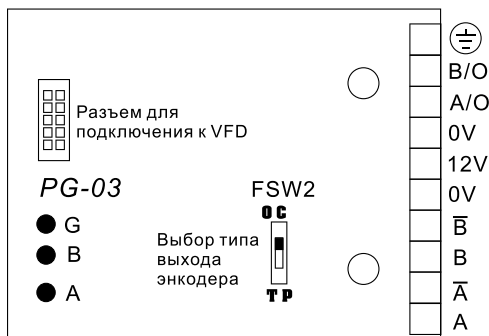 Разъем для
подключения к VFD
PG-03
G
B
A
FSW2
OC
Выбор типа
выхода
энкодера
TP
B/O
A/O
0V
12V
0V
B̅
B
A̅
A